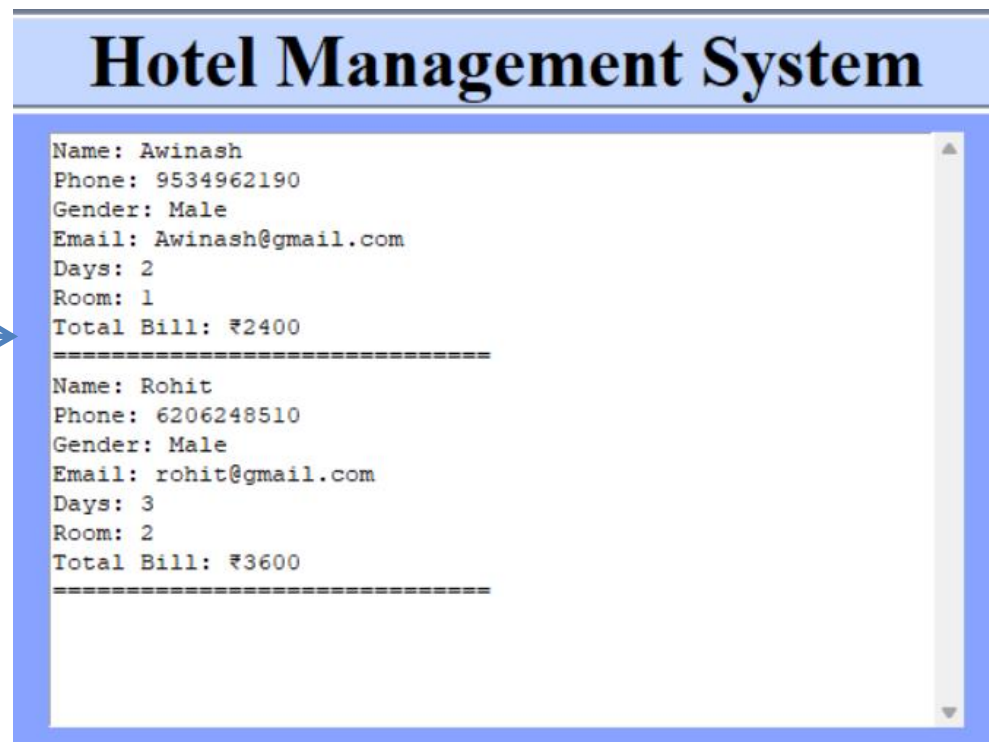 Hotel Management System
Name: Awinash
Phone: 9534962190
Gender: Male
Email: Awinash@gmail.com
Days: 2
Room: 1
Total Bill: ₹2400
==============================
Name: Rohit
Phone: 6206248510
Gender: Male
Email: rohit@gmail.com
Days: 3
Room: 2
Total Bill: ₹3600
==============================